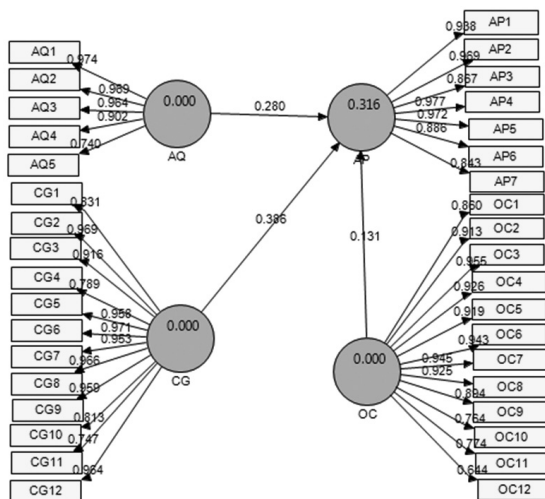 AQ1
AQ2
AQ3
AQ4
AQ5
0.974
0.969
0.964
0.902
0.740
0.000
AQ
0.280
0.316
AP
0.938
0.969
0.867
0.977
0.972
0.886
0.843
AP1
AP2
AP3
AP4
AP5
AP6
AP7
CG1
CG2
CG3
CG4
CG5
CG6
CG7
CG8
CG9
CG10
CG11
CG12
0.831
0.969
0.916
0.789
0.958
0.971
0.953
0.966
0.959
0.813
0.747
0.964
0.000
CG
0.386
0.131
0.000
OC
0.860
0.913
0.955
0.926
0.919
0.943
0.945
0.925
0.894
0.764
0.774
0.644
OC1
OC2
OC3
OC4
OC5
OC6
OC7
OC8
OC9
OC10
OC11
OC12